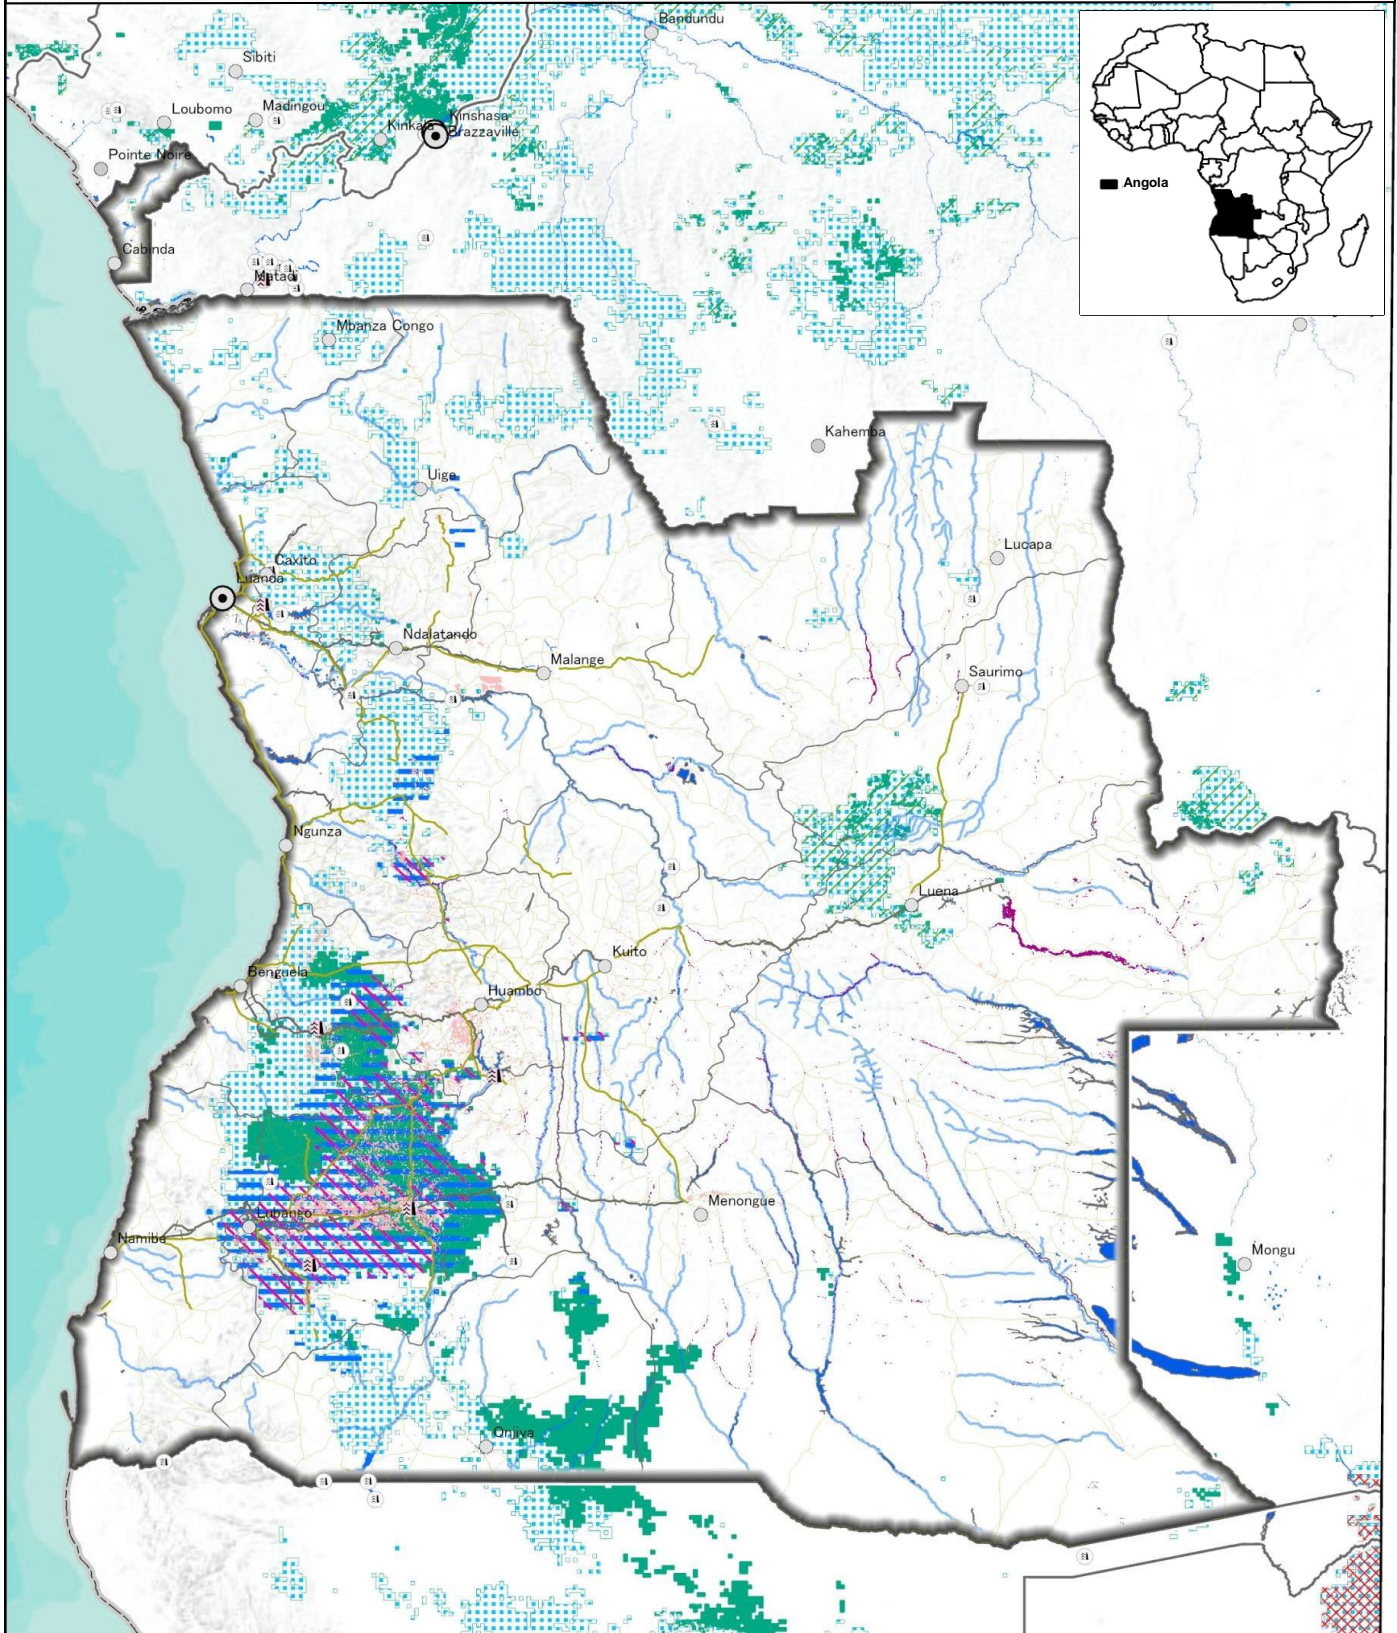 Bandundu
Sibiti
Loubomo
Madingou
Kinshasa
Kinkala
Brazzaville
Pointe Noire
Angola
Cabinda
Matadi
Mbanza Congo
Kahemba
Uige
Lucapa
Caxito
Luanda
Ndalatando
Malange
Saurimo
Ngunza
Luena
Kuito
Benguela
Huambo
Menongue
Lubango
Namibe
Mongu
Onjiva